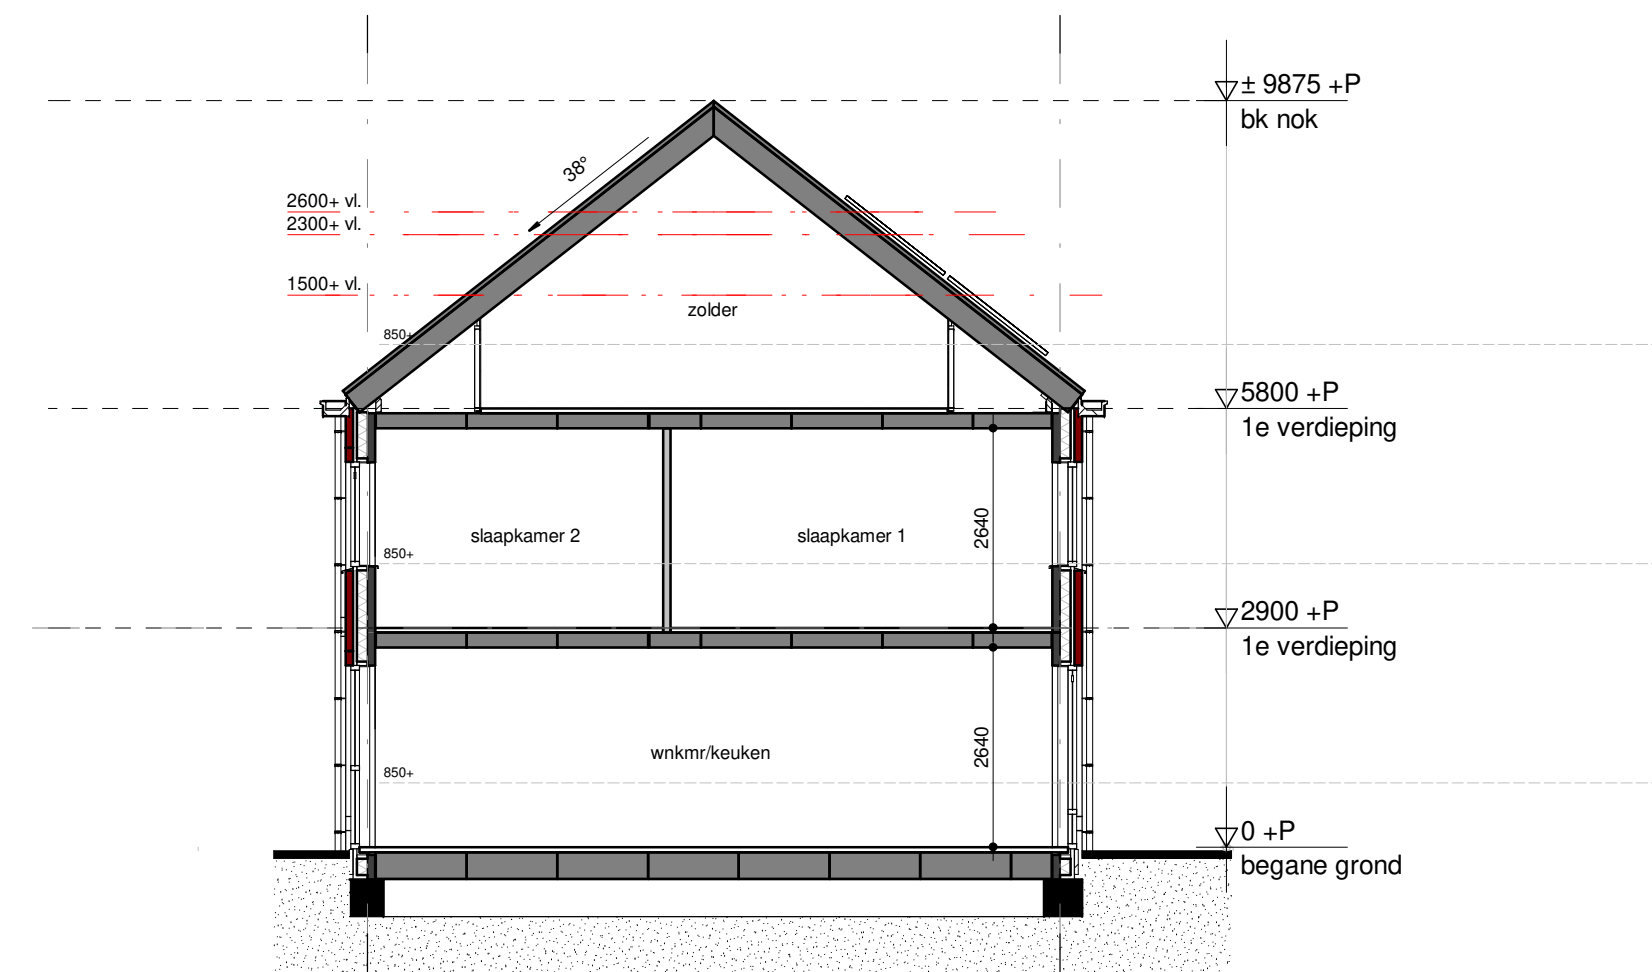 ± 9875 +P
bk nok
38°
2600+ vl.
2300+ vl.
1500+ vl.
zolder
850+
5800 +P
1e verdieping
slaapkamer 2
slaapkamer 1
2640
850+
2900 +P
1e verdieping
wnkmr/keuken
2640
850+
0 +P
begane grond